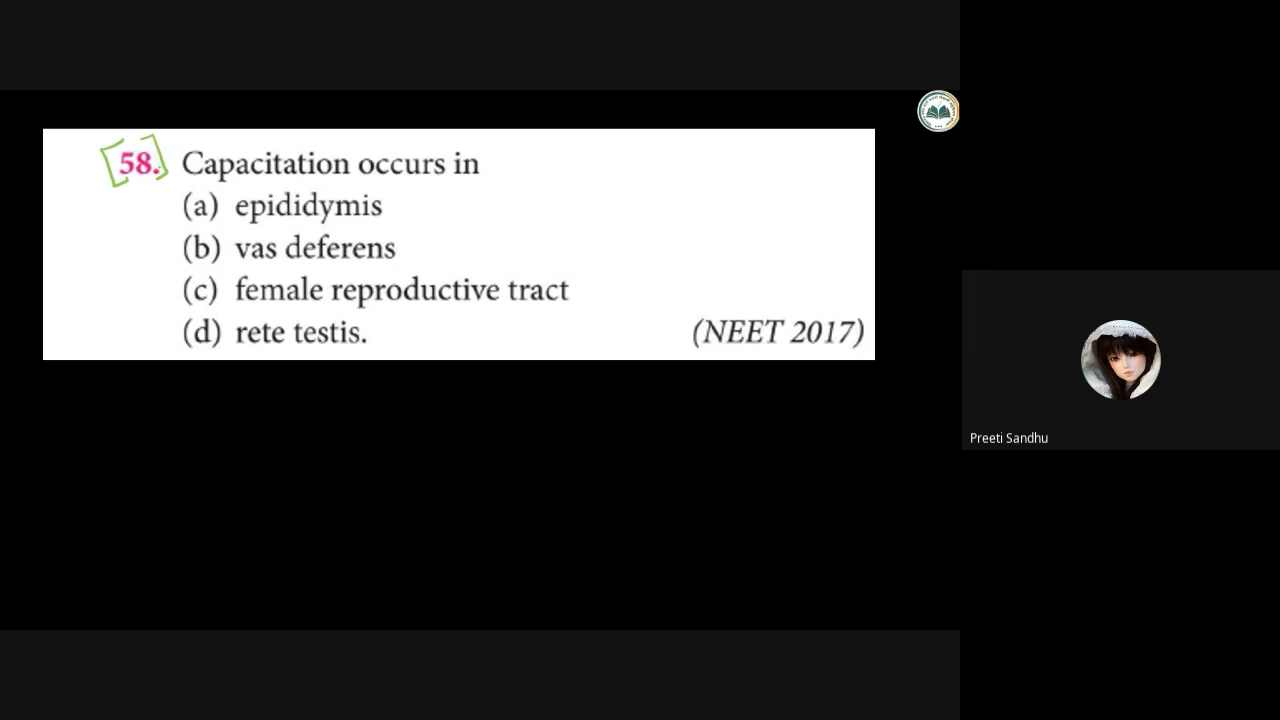 58. Capacitation occurs in
(a) epididymis
(b) vas deferens
(c) female reproductive tract
(d) rete testis. (NEET 2017)
Preeti Sandhu